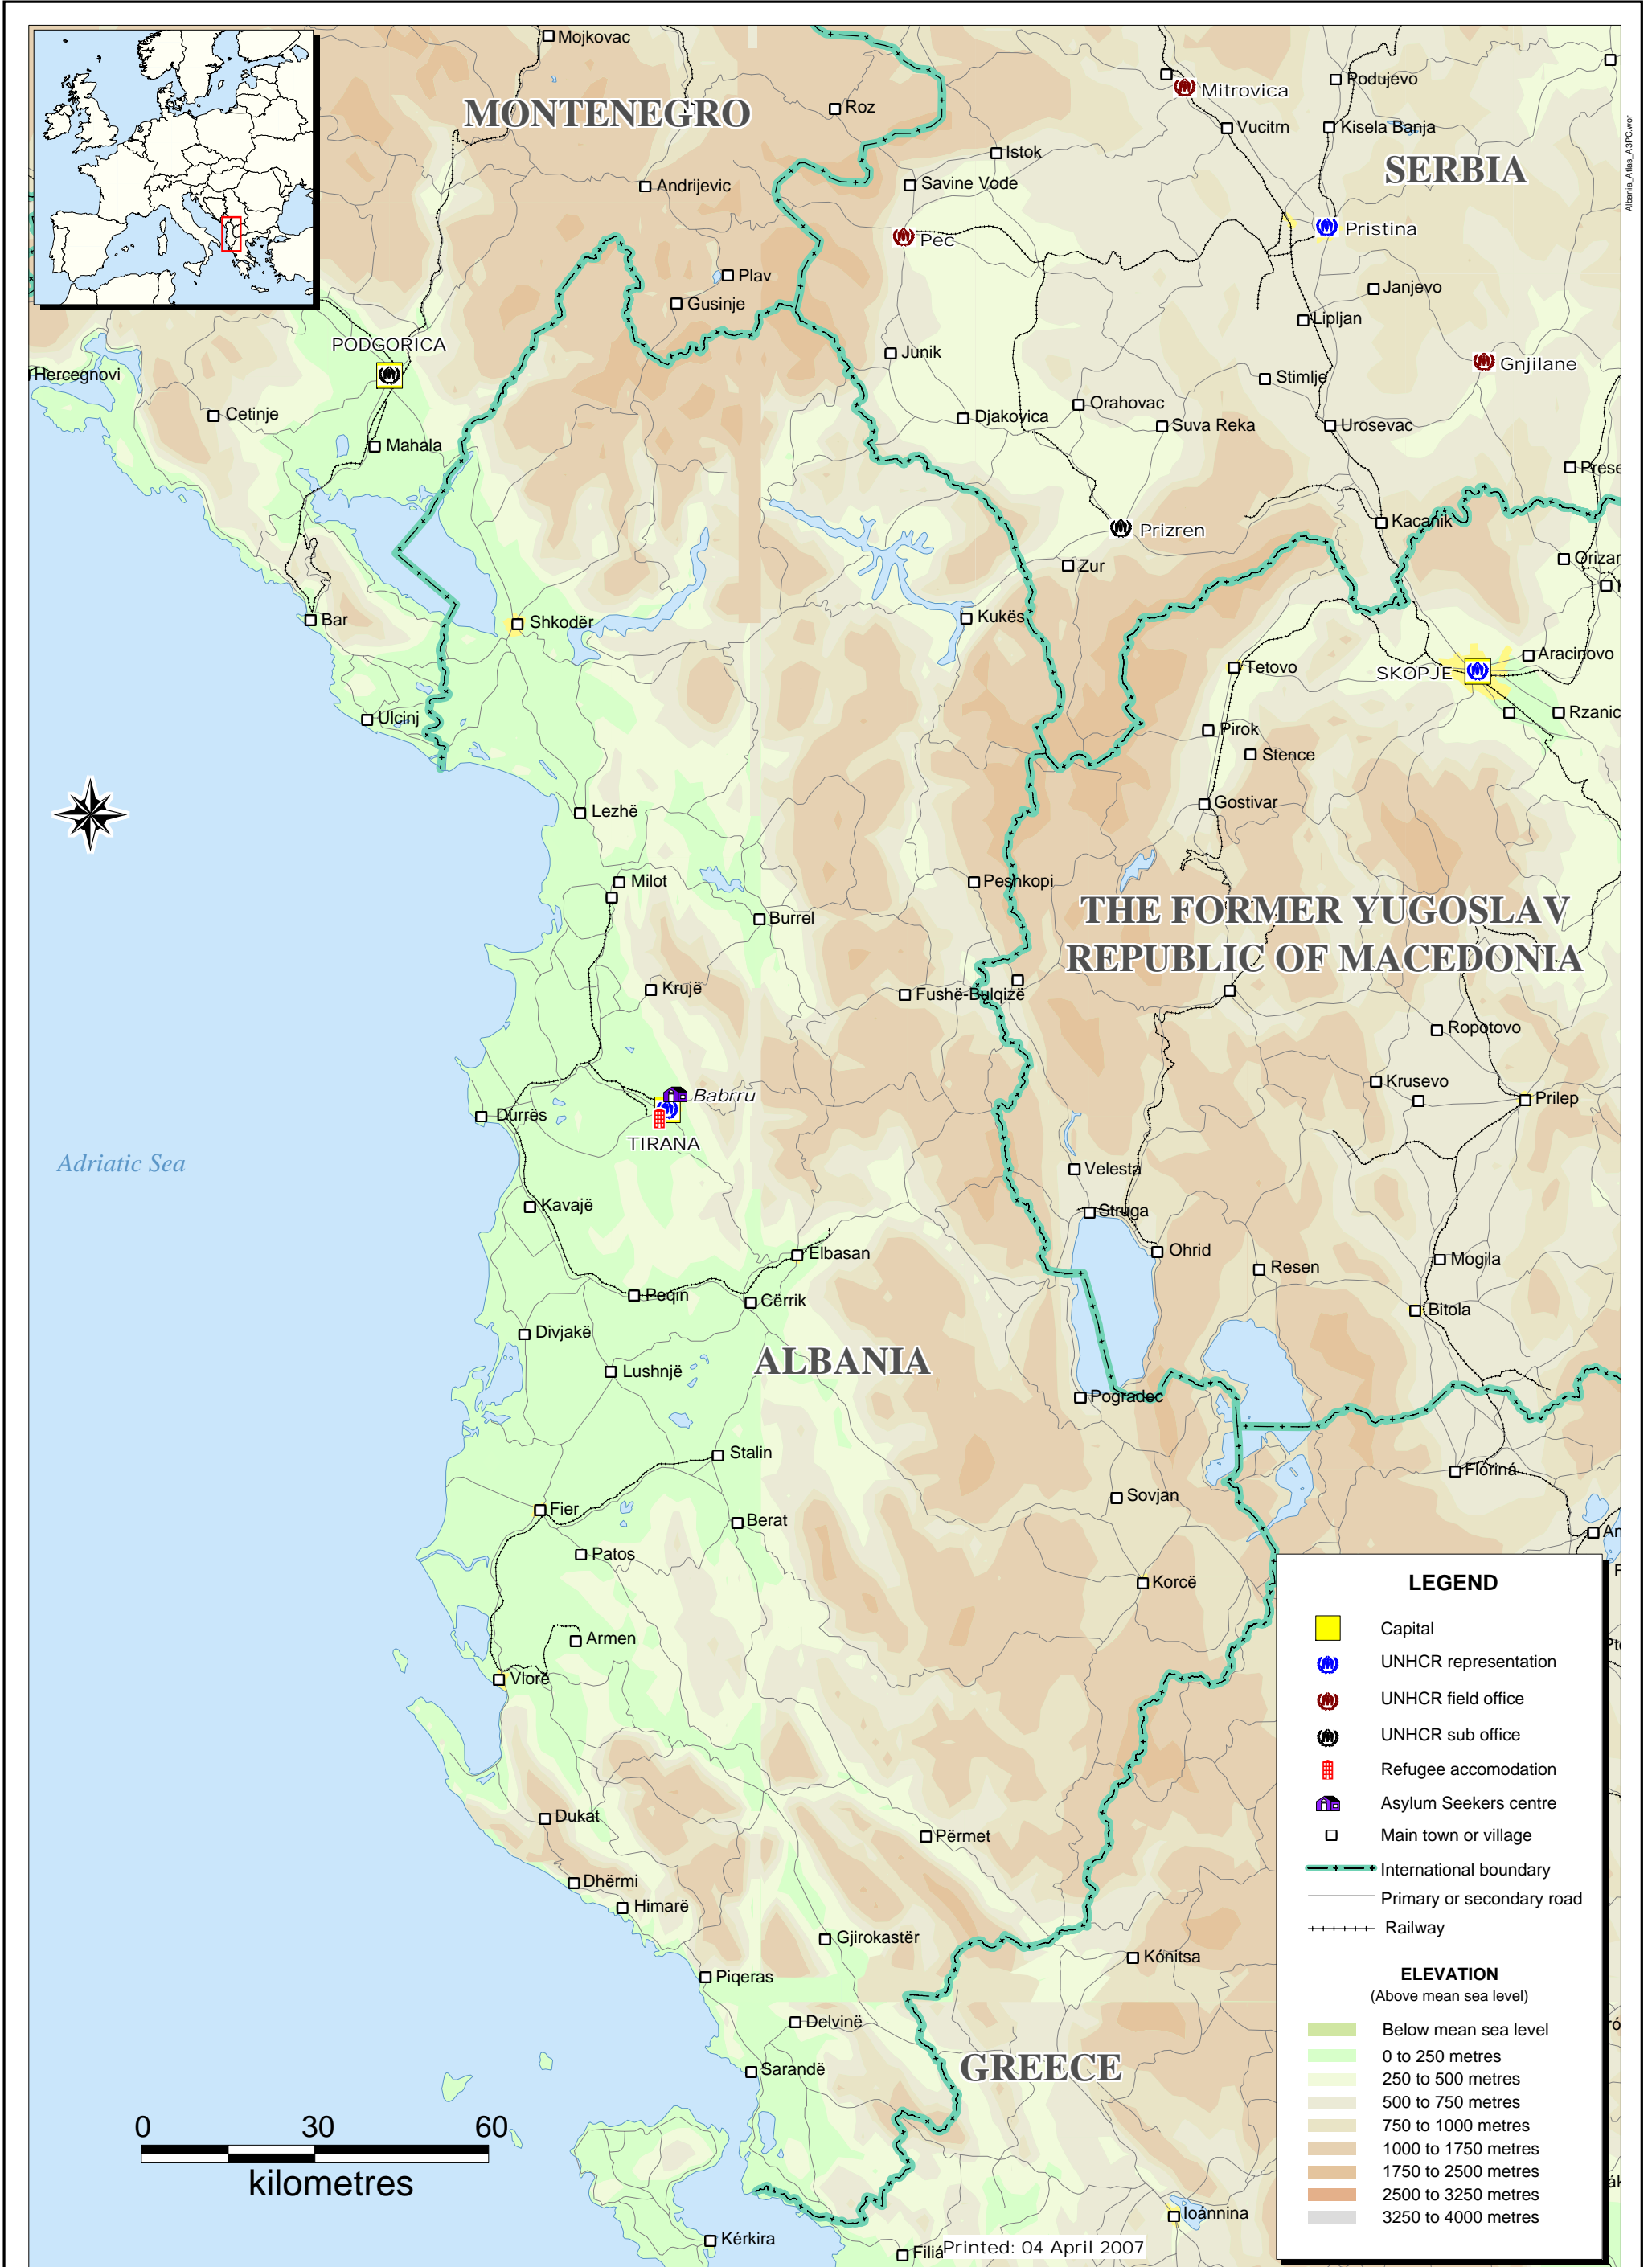 Mojkovac
MONTENEGRO
Roz
Mitrovica
Podujevo
Vucitrn
Kisela Banja
Albania_Atlas_A3PC.wor
Istok
SERBIA
Andrijevic
Savine Vode
Pec
Pristina
Plav
Gusinje
Janjevo
Lipljan
PODGORICA
Junik
Gnjilane
Hercegnovi
Stimlje
Cetinje
Djakovica
Orahovac
Suva Reka
Urosevac
Mahala
Prese
Kacanik
Prizren
Zur
Orizar
Bar
Shkodër
Kukës
Aracinovo
Tetovo
SKOPJE
Ulcinj
Rzanic
Pirok
Stence
Lezhë
Gostivar
Milot
Peshkopi
Burrel
THE FORMER YUGOSLAV
REPUBLIC OF MACEDONIA
Krujë
Fushë-Bulqizë
Ropotovo
Krusevo
Babrru
Prilep
Durrës
TIRANA
Adriatic Sea
Velesta
Kavajë
Struga
Elbasan
Ohrid
Resen
Mogila
Peqin
Cërrik
Bitola
Divjakë
ALBANIA
Lushnjë
Pogradec
Stalin
Flóriná
Sovjan
Fier
Berat
An
Patos
Korcë
Armen
Vlorë
Dukat
Përmet
Dhërmi
Himarë
Gjirokastër
Kónitsa
Piqeras
Delvinë
Sarandë
GREECE
0 30 60
kilometres
Ioánnina
Kérkira
Filiá
Printed: 04 April 2007
LEGEND
Capital
UNHCR representation
UNHCR field office
UNHCR sub office
Refugee accomodation
Asylum Seekers centre
Main town or village
International boundary
Primary or secondary road
Railway
ELEVATION
(Above mean sea level)
Below mean sea level
0 to 250 metres
250 to 500 metres
500 to 750 metres
750 to 1000 metres
1000 to 1750 metres
1750 to 2500 metres
2500 to 3250 metres
3250 to 4000 metres